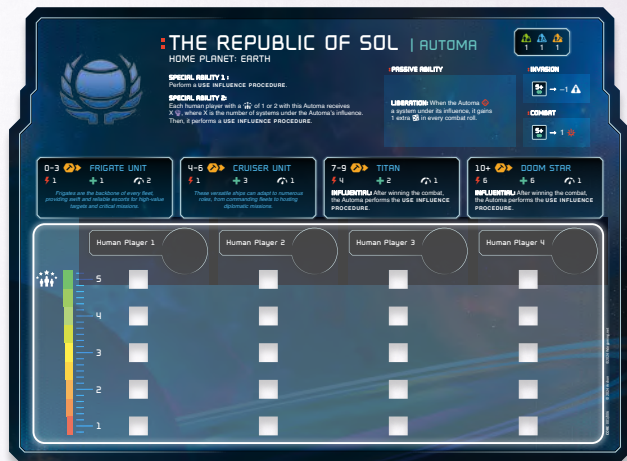 THE REPUBLIC OF SOL | AUTOMA
HOME PLANET: EARTH
1 1 1
SPECIAL ABILITY 1:
Perform a USE INFLUENCE PROCEDURE.
SPECIAL ABILITY 2:
Each human player with a of 1 or 2 with this Automa receives
X , where X is the number of systems under the Automa's influence.
Then, it performs a USE INFLUENCE PROCEDURE.
PASSIVE ABILITY
LIBERATION: When the Automa
a system under its influence, it gains
1 extra in every combat roll.
INVASION
9+ → -1
COMBAT
9+ → 1
0-3 FRIGATE UNIT
1 1 2
Frigates are the backbone of every fleet,
providing swift and reliable escorts for high-value
targets and critical missions.
4-6 CRUISER UNIT
1 3 1
These versatile ships can adapt to numerous
roles, from commanding fleets to hosting
diplomatic missions.
7-9 TITAN
4 2 1
INFLUENTIAL: After winning the combat,
the Automa performs the USE INFLUENCE
PROCEDURE.
10+ DOOM STAR
6 6 1
INFLUENTIAL: After winning the combat,
the Automa performs the USE INFLUENCE
PROCEDURE.
Human Player 1
Human Player 2
Human Player 3
Human Player 4
5
4
3
2
1